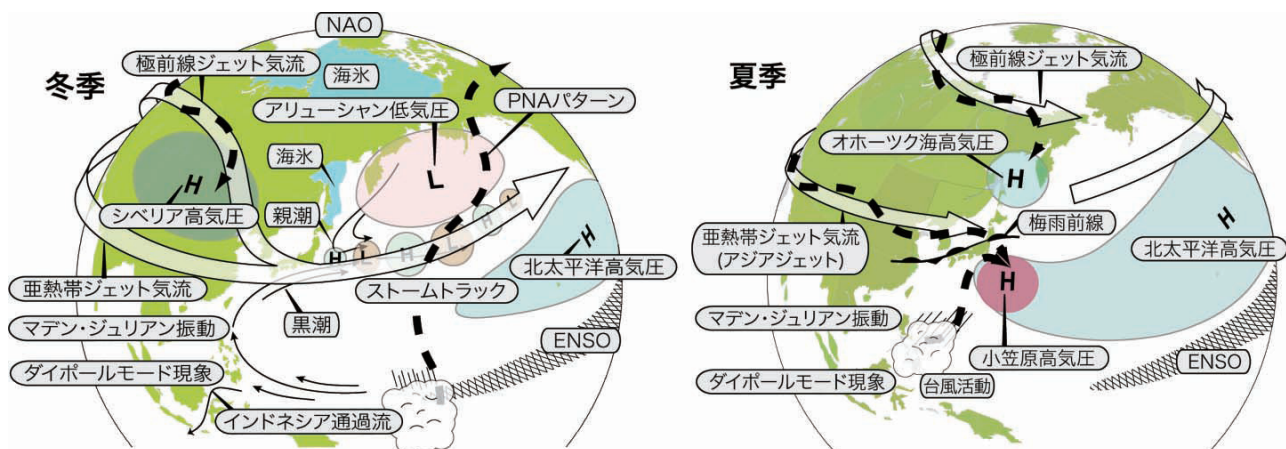 冬季
NAO
極前線ジェット気流
海氷
アリューシャン低気圧
PNAパターン
海氷
H
L
シベリア高気圧
親潮
H
L
H
L
H
L
H
北太平洋高気圧
亜熱帯ジェット気流
ストームトラック
黒潮
マデン・ジュリアン振動
ENSO
ダイポールモード現象
インドネシア通過流
夏季
極前線ジェット気流
オホーツク海高気圧
H
梅雨前線
H
亜熱帯ジェット気流
(アジアジェット)
北太平洋高気圧
H
マデン・ジュリアン振動
小笠原高気圧
ENSO
ダイポールモード現象
台風活動